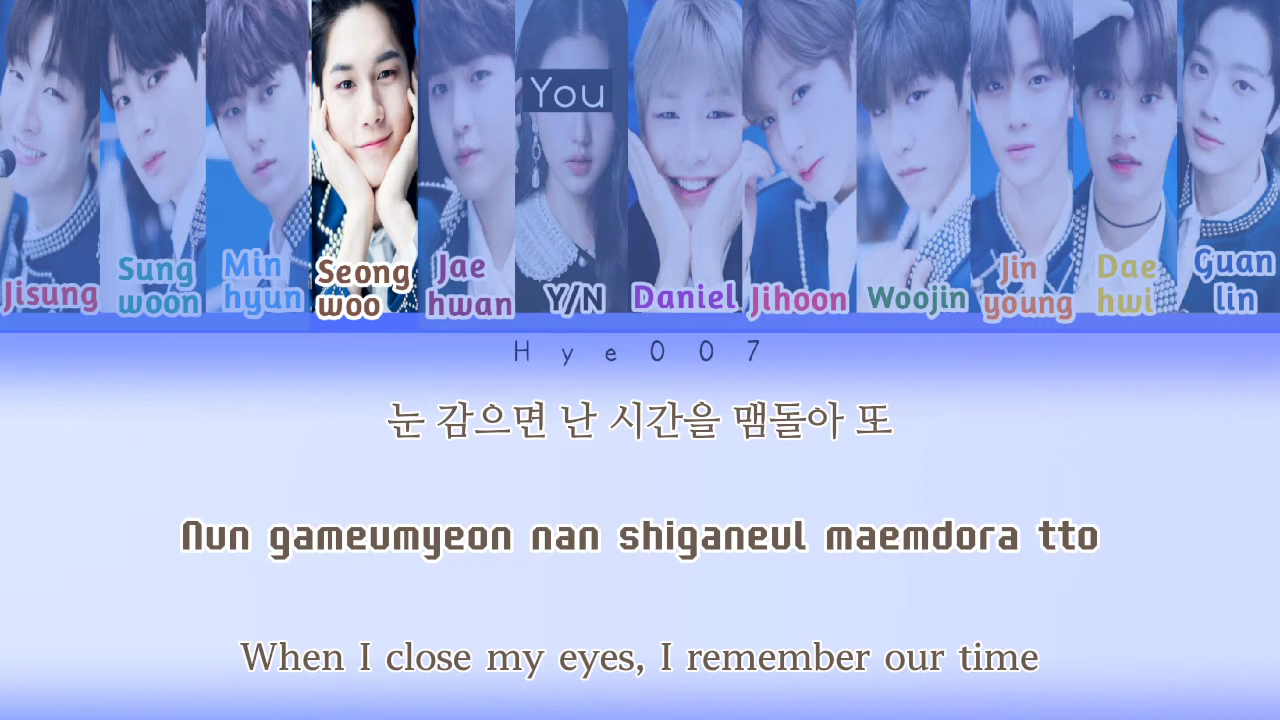 You
Jisung
Sung
woon
Min
hyun
Seong
woo
Jae
hwan
Y/N
Daniel
Jihoon
Woojin
Jin
young
Dae
hwi
Guan
lin
Hye007
눈 감으면 난 시간을 맴돌아 또
Nun gameumyeon nan shiganeul maemdora tto
When I close my eyes, I remember our time